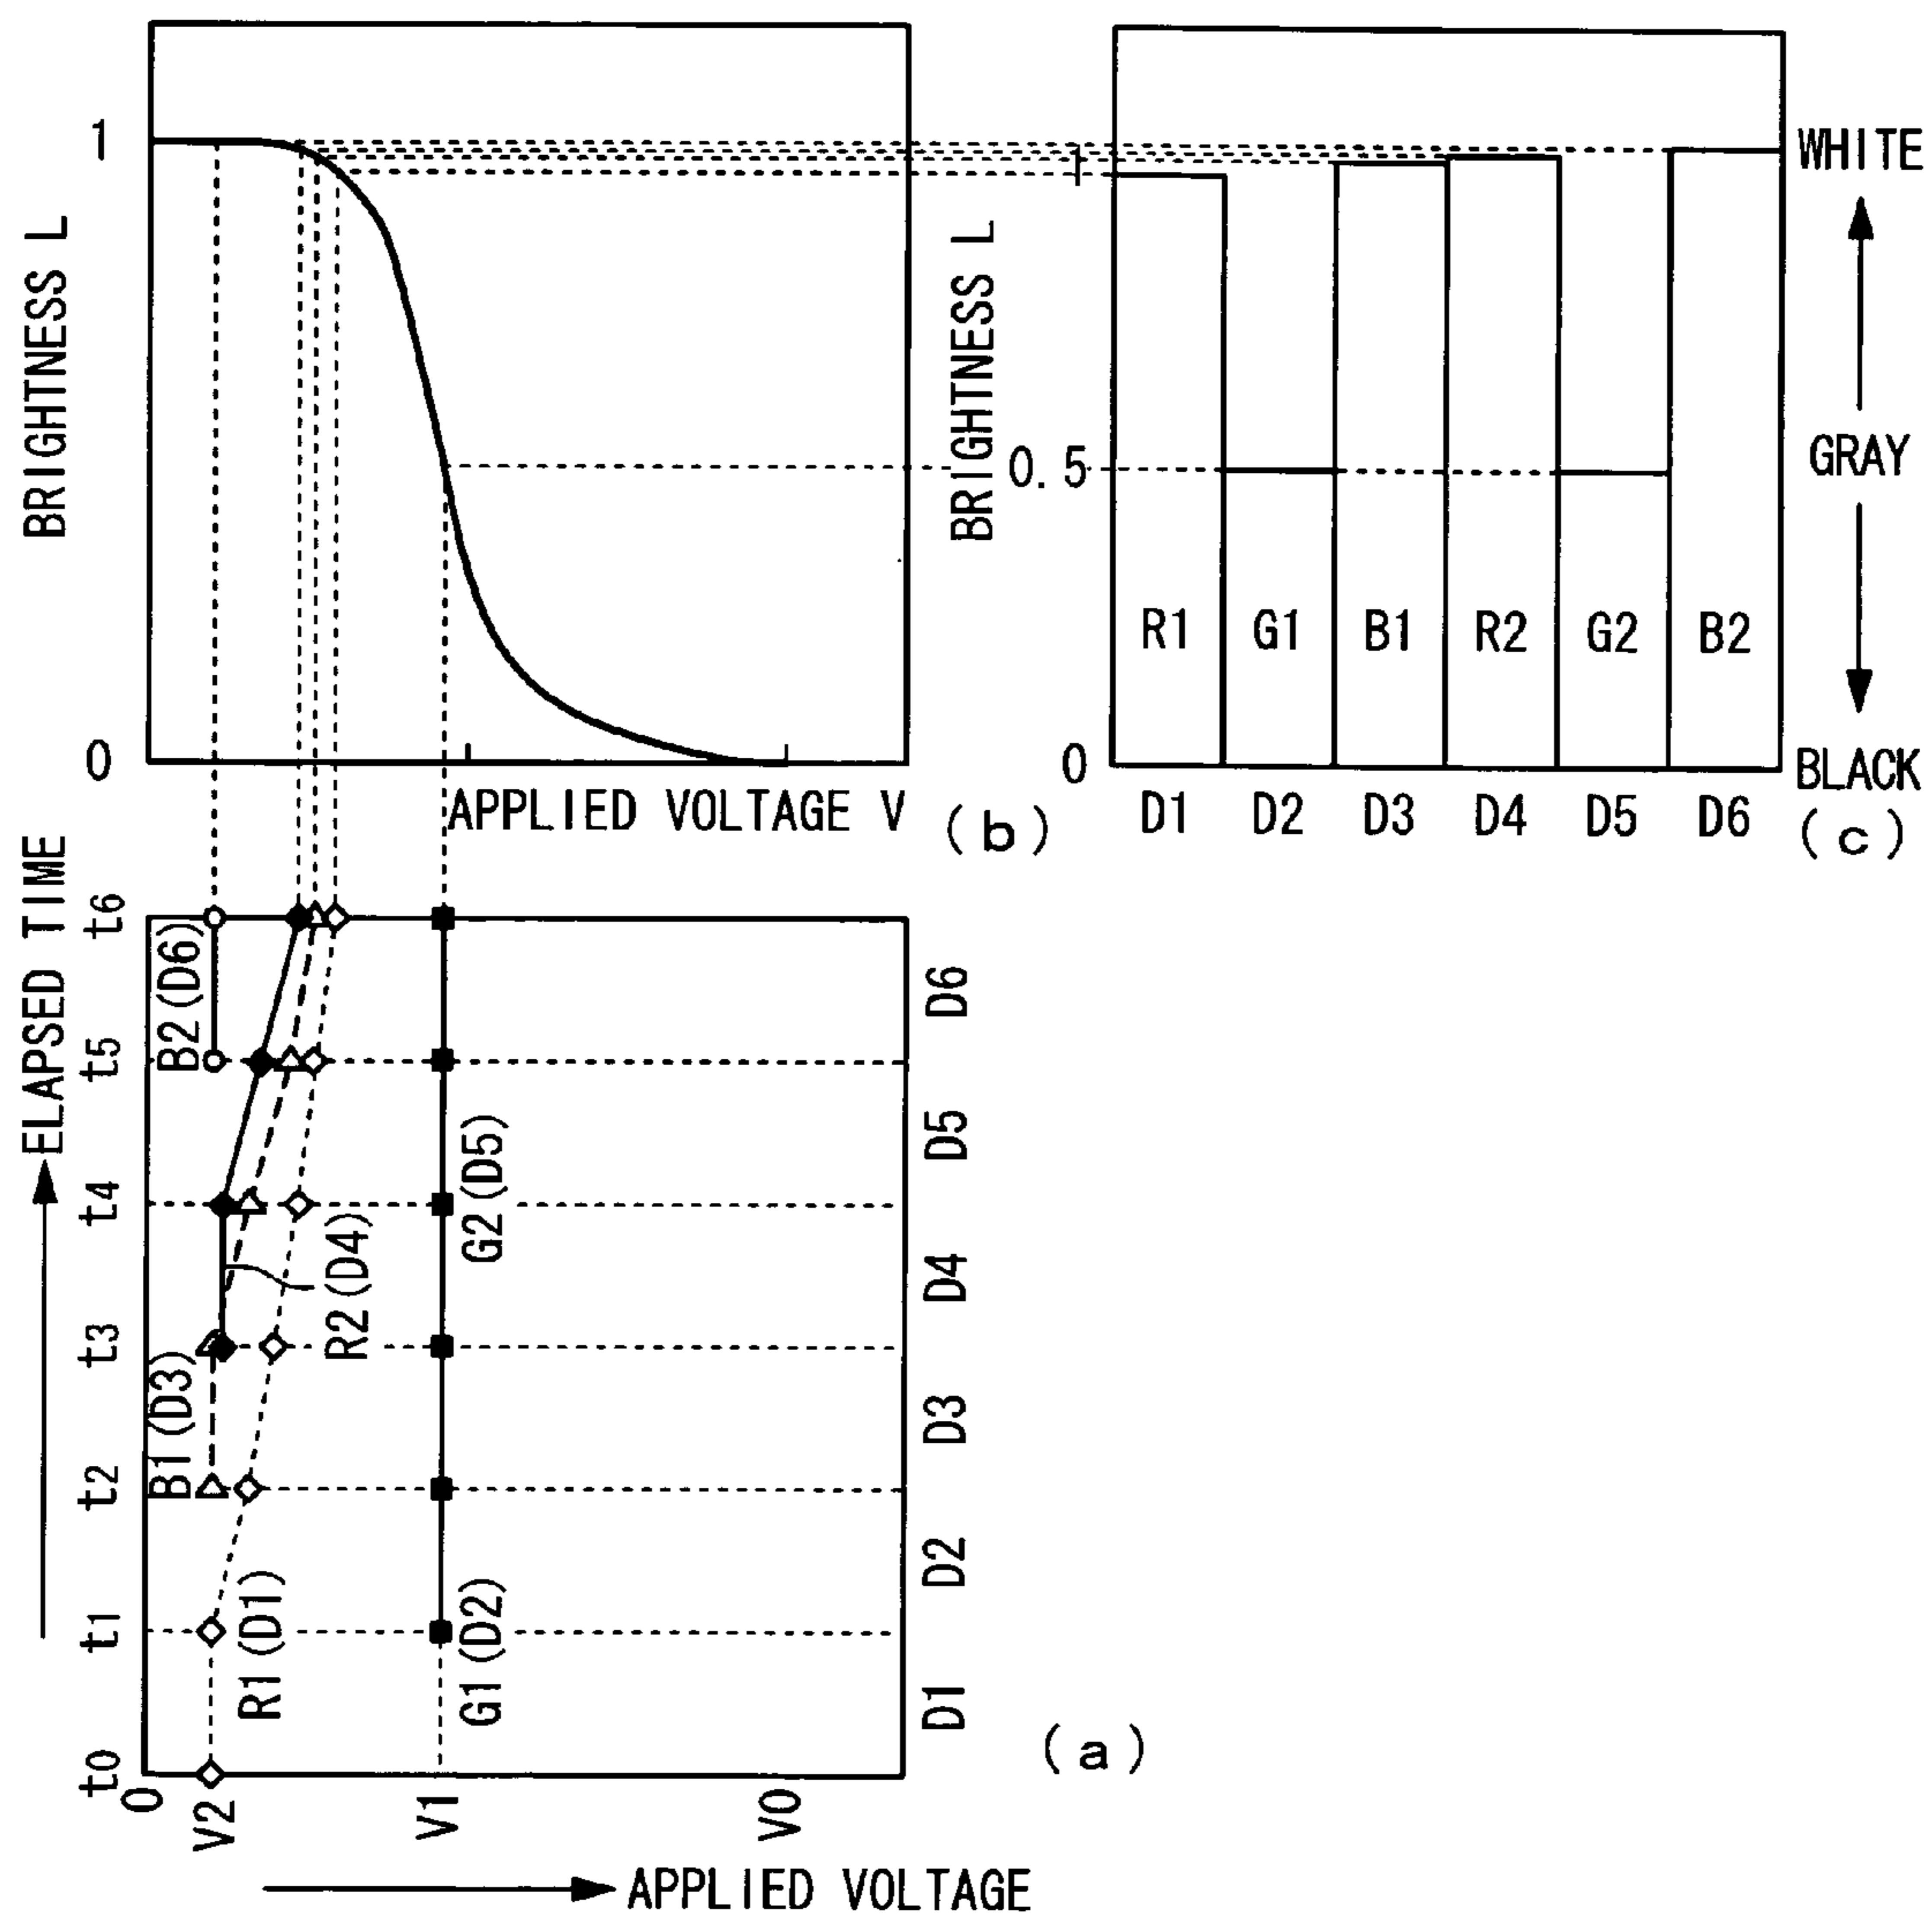 1
BRIGHTNESS L
0
APPLIED VOLTAGE V
(b)
1
BRIGHTNESS L
0.5
0
R1 G1 B1 R2 G2 B2
D1 D2 D3 D4 D5 D6
WHITE
GRAY
BLACK
(c)
ELAPSED TIME
t6
t5
t4
t3
t2
t1
t0
B2(D6)
G2(D5)
R2(D4)
B1(D3)
R1(D1)
G1(D2)
D6
D5
D4
D3
D2
D1
(a)
0 V2 V1 V0
APPLIED VOLTAGE